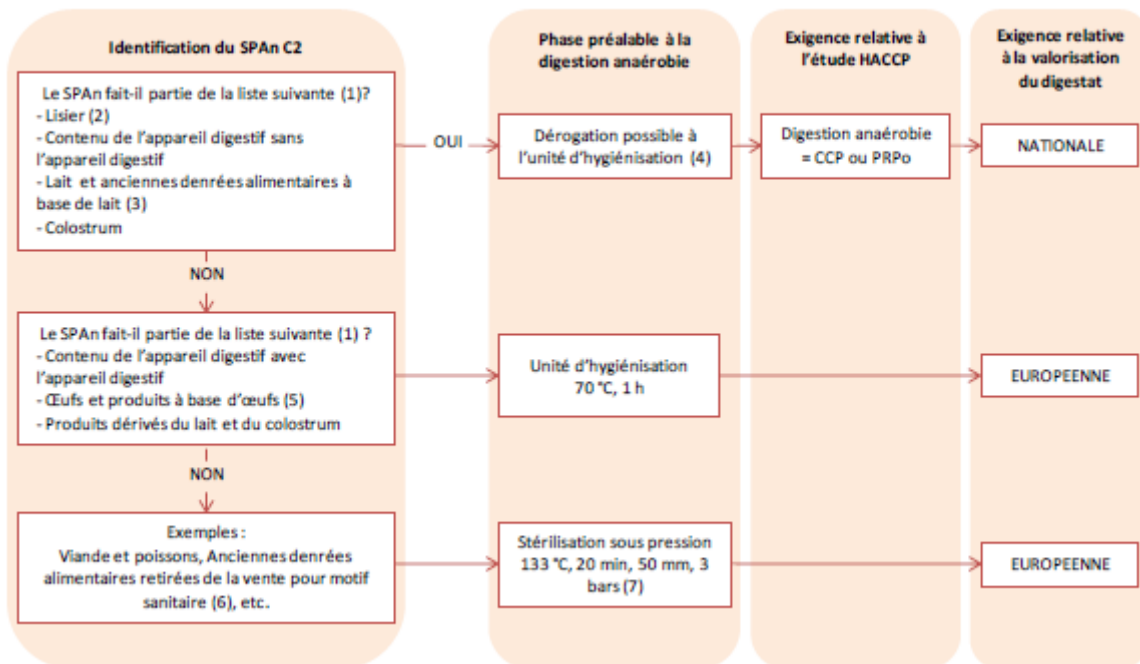 Identification du SPAn C2
Phase préalable à la
digestion anaérobie
Exigence relative à
l'étude HACCP
Exigence relative
à la valorisation
du digestat
Le SPAn fait-il partie de la liste suivante (1)?
- Lisier (2)
- Contenu de l'appareil digestif sans
l'appareil digestif
- Lait et anciennes denrées alimentaires à
base de lait (3)
- Colostrum
OUI
Dérogation possible à
l'unité d'hygiénisation (4)
Digestion anaérobie
= CCP ou PRPo
NATIONALE
NON
Le SPAn fait-il partie de la liste suivante (1) ?
- Contenu de l'appareil digestif avec
l'appareil digestif
- Œufs et produits à base d'œufs (5)
- Produits dérivés du lait et du colostrum
Unité d'hygiénisation
70 °C, 1 h
EUROPEENNE
NON
Exemples :
Viande et poissons, Anciennes denrées
alimentaires retirées de la vente pour motif
sanitaire (6), etc.
Stérilisation sous pression
133 °C, 20 min, 50 mm, 3
bars (7)
EUROPEENNE